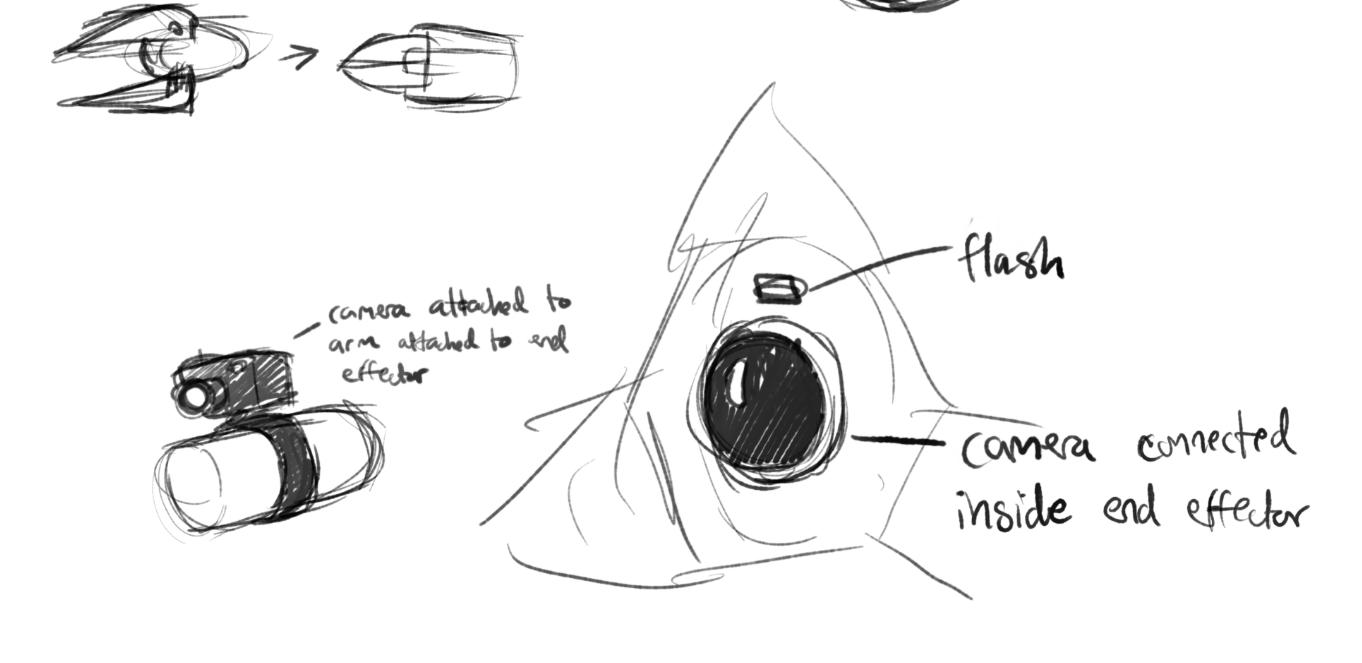 flash
camera attached to
arm attached to end
effector
camera connected
inside end effector